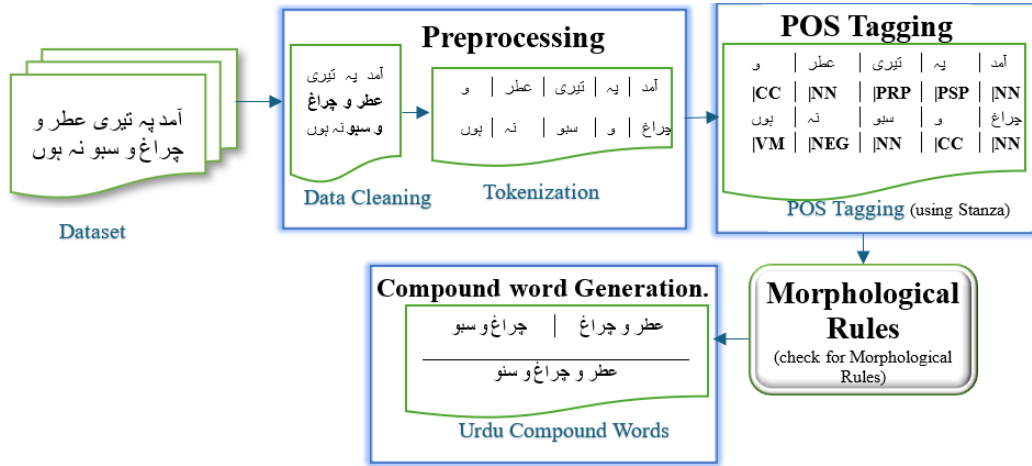 آمد پہ تیری عطر و
چراغ و سبو نہ ہوں
Dataset
Preprocessing
آمد پہ تیری
عطر و چراغ
و سبو نہ ہوں
Data Cleaning
آمد | پہ | تیری | عطر | و
چراغ | و | سبو | نہ | ہوں
Tokenization
POS Tagging
آمد | پہ | تیری | عطر | و
|CC |NN |PRP |PSP |NN
چراغ | و | سبو | نہ | ہوں
|VM |NEG |NN |CC |NN
POS Tagging (using Stanza)
Morphological
Rules
(check for Morphological
Rules)
Compound word Generation.
عطر و چراغ | چراغ و سبو
عطر و چراغ و سنو
Urdu Compound Words